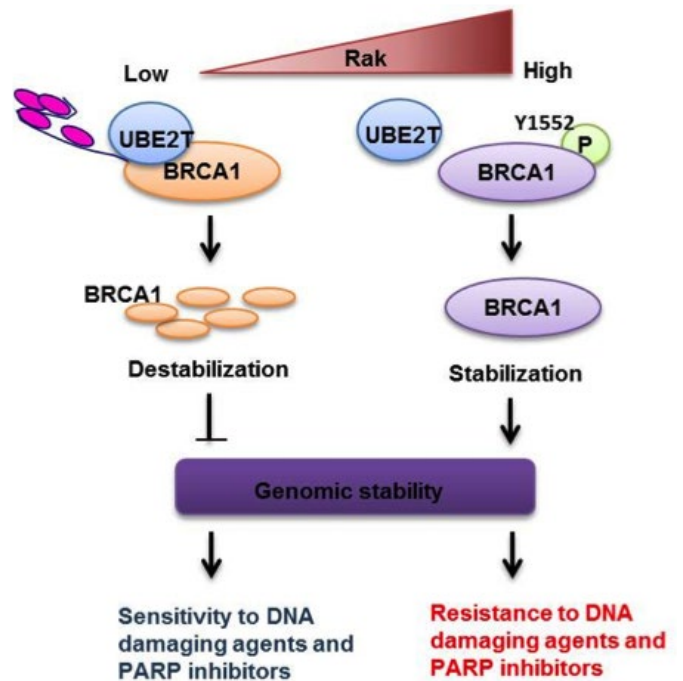 Rak
Low
High
UBE2T
BRCA1
UBE2T
Y1552
P
BRCA1
BRCA1
BRCA1
Destabilization
Stabilization
Genomic stability
Sensitivity to DNA
damaging agents and
PARP inhibitors
Resistance to DNA
damaging agents and
PARP inhibitors